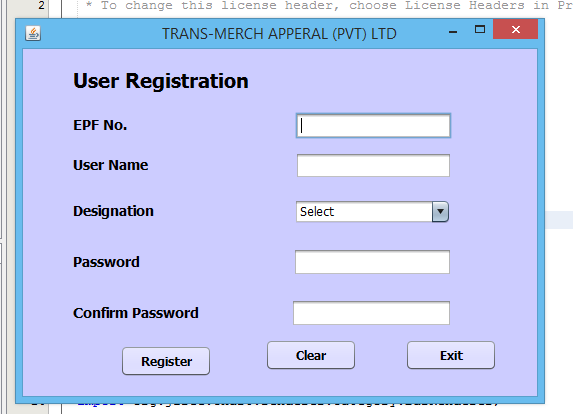 2
* To change this license header, choose License Headers in Pr
TRANS-MERCH APPERAL (PVT) LTD
User Registration
EPF No.
User Name
Designation
Select
Password
Confirm Password
Register
Clear
Exit
import